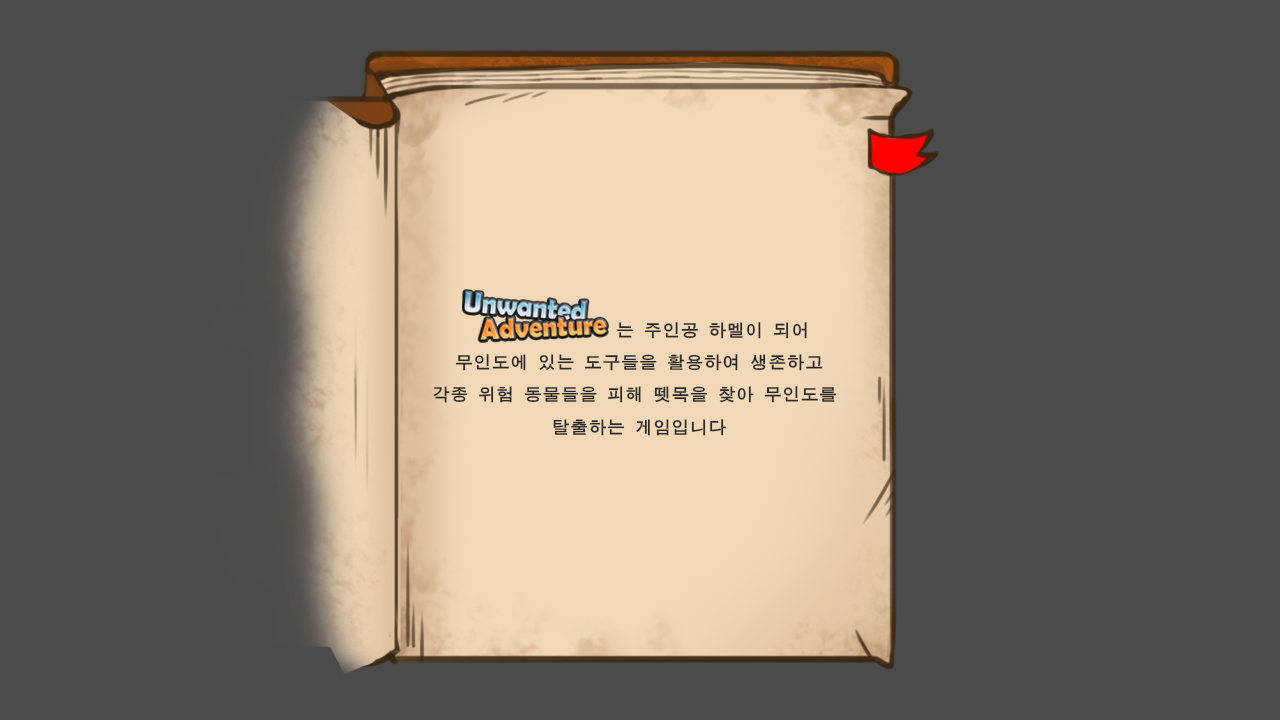 Unwanted Adventure 는 주인공 하멜이 되어
무인도에 있는 도구들을 활용하여 생존하고
각종 위험 동물들을 피해 뗏목을 찾아 무인도를
탈출하는 게임입니다